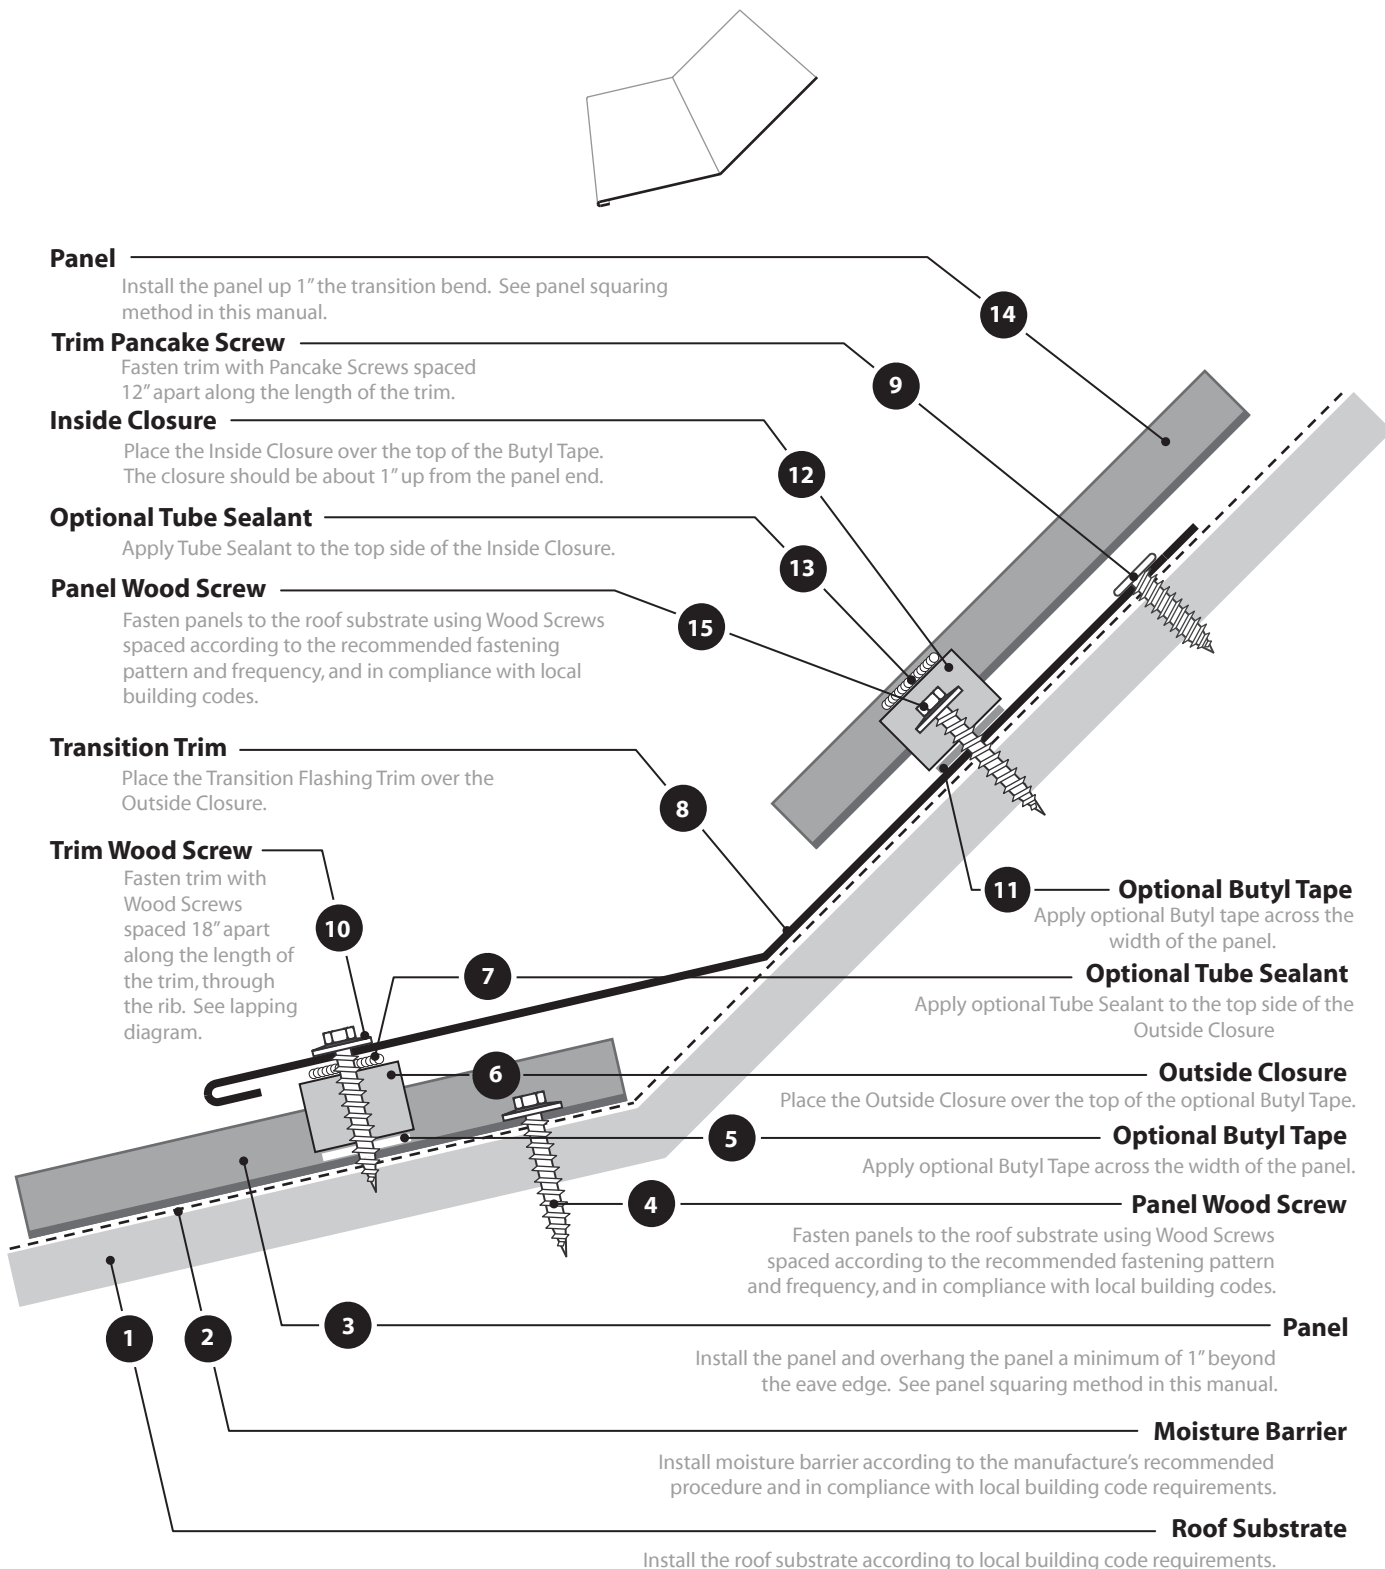 Panel
Install the panel up 1” the transition bend. See panel squaring
method in this manual.
14
Trim Pancake Screw
Fasten trim with Pancake Screws spaced
12” apart along the length of the trim.
9
Inside Closure
Place the Inside Closure over the top of the Butyl Tape.
The closure should be about 1” up from the panel end.
12
Optional Tube Sealant
Apply Tube Sealant to the top side of the Inside Closure.
13
Panel Wood Screw
Fasten panels to the roof substrate using Wood Screws
spaced according to the recommended fastening
pattern and frequency, and in compliance with local
building codes.
15
Transition Trim
Place the Transition Flashing Trim over the
Outside Closure.
8
Trim Wood Screw
Fasten trim with
Wood Screws
spaced 18” apart
along the length of
the trim, through
the rib. See lapping
diagram.
10
11
Optional Butyl Tape
Apply optional Butyl tape across the
width of the panel.
7
Optional Tube Sealant
Apply optional Tube Sealant to the top side of the
Outside Closure
6
Outside Closure
Place the Outside Closure over the top of the optional Butyl Tape.
5
Optional Butyl Tape
Apply optional Butyl Tape across the width of the panel.
4
Panel Wood Screw
Fasten panels to the roof substrate using Wood Screws
spaced according to the recommended fastening pattern
and frequency, and in compliance with local building codes.
3
Panel
Install the panel and overhang the panel a minimum of 1” beyond
the eave edge. See panel squaring method in this manual.
2
Moisture Barrier
Install moisture barrier according to the manufacture’s recommended
procedure and in compliance with local building code requirements.
1
Roof Substrate
Install the roof substrate according to local building code requirements.